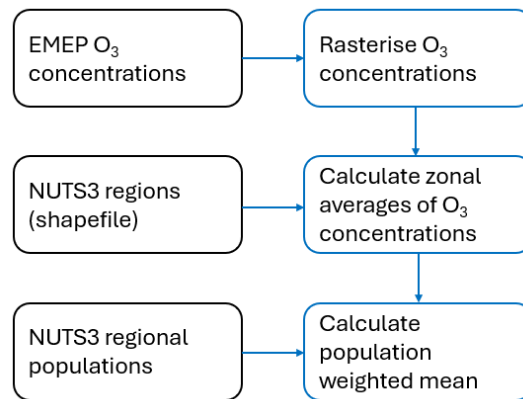 EMEP O₃
concentrations
Rasterise O₃
concentrations
NUTS3 regions
(shapefile)
Calculate zonal
averages of O₃
concentrations
NUTS3 regional
populations
Calculate
population
weighted mean